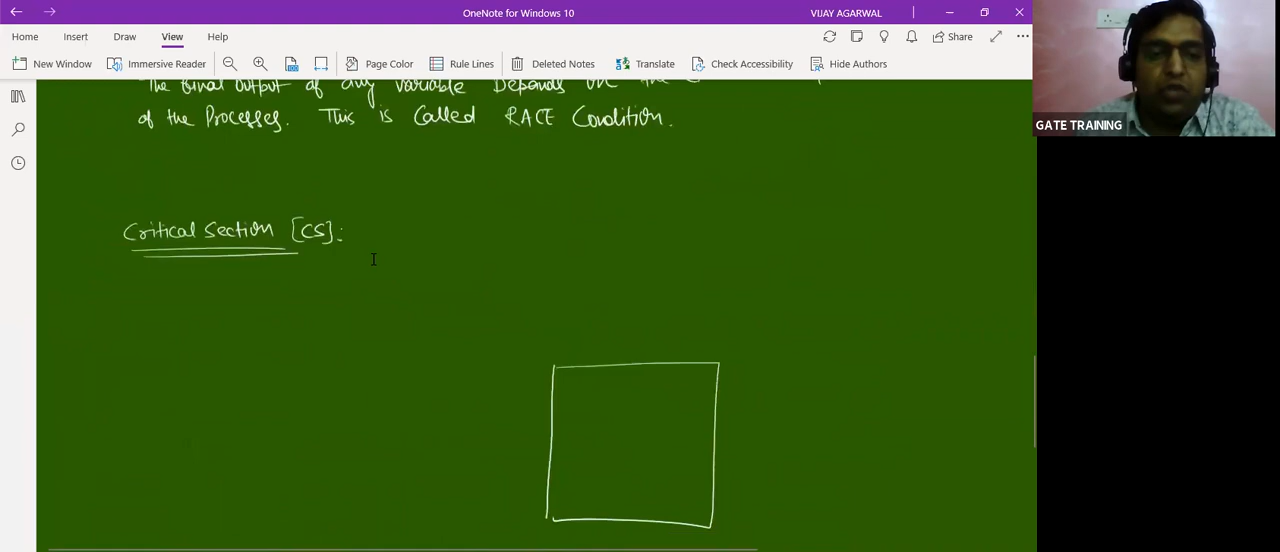 OneNote for Windows 10
VIJAY AGARWAL
Home Insert Draw View Help
Share
New Window Immersive Reader Page Color Rule Lines Deleted Notes Translate Check Accessibility Hide Authors
The final output of any variable Depends on the
of the Processes. This is Called RACE Condition.
GATE TRAINING
Critical Section [CS]: